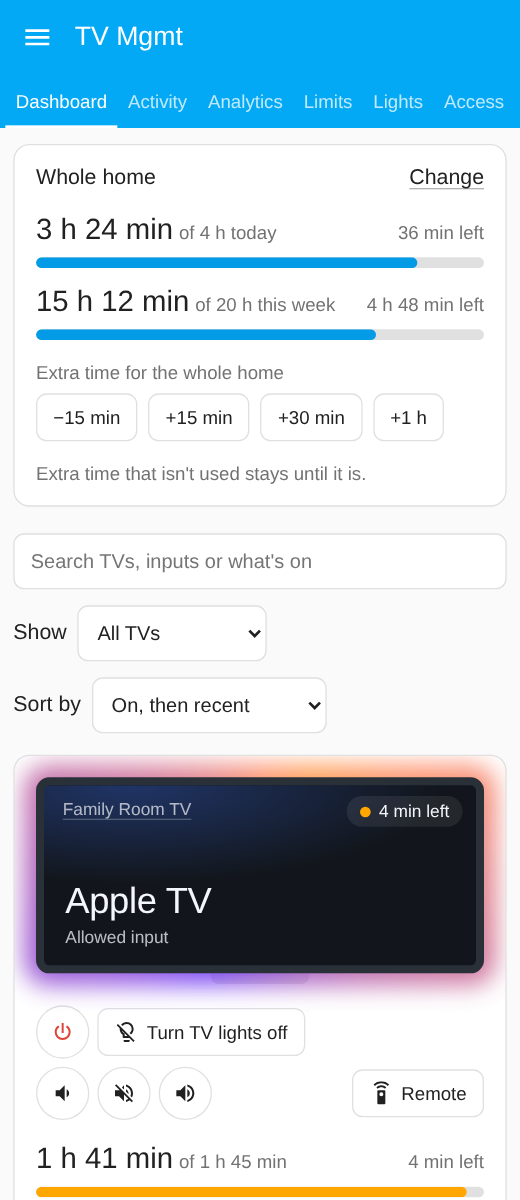 TV Mgmt
Dashboard Activity Analytics Limits Lights Access
Whole home Change
3 h 24 min of 4 h today 36 min left
15 h 12 min of 20 h this week 4 h 48 min left
Extra time for the whole home
−15 min +15 min +30 min +1 h
Extra time that isn't used stays until it is.
Search TVs, inputs or what's on
Show All TVs
Sort by On, then recent
Family Room TV 4 min left
Apple TV
Allowed input
Turn TV lights off
Remote
1 h 41 min of 1 h 45 min 4 min left